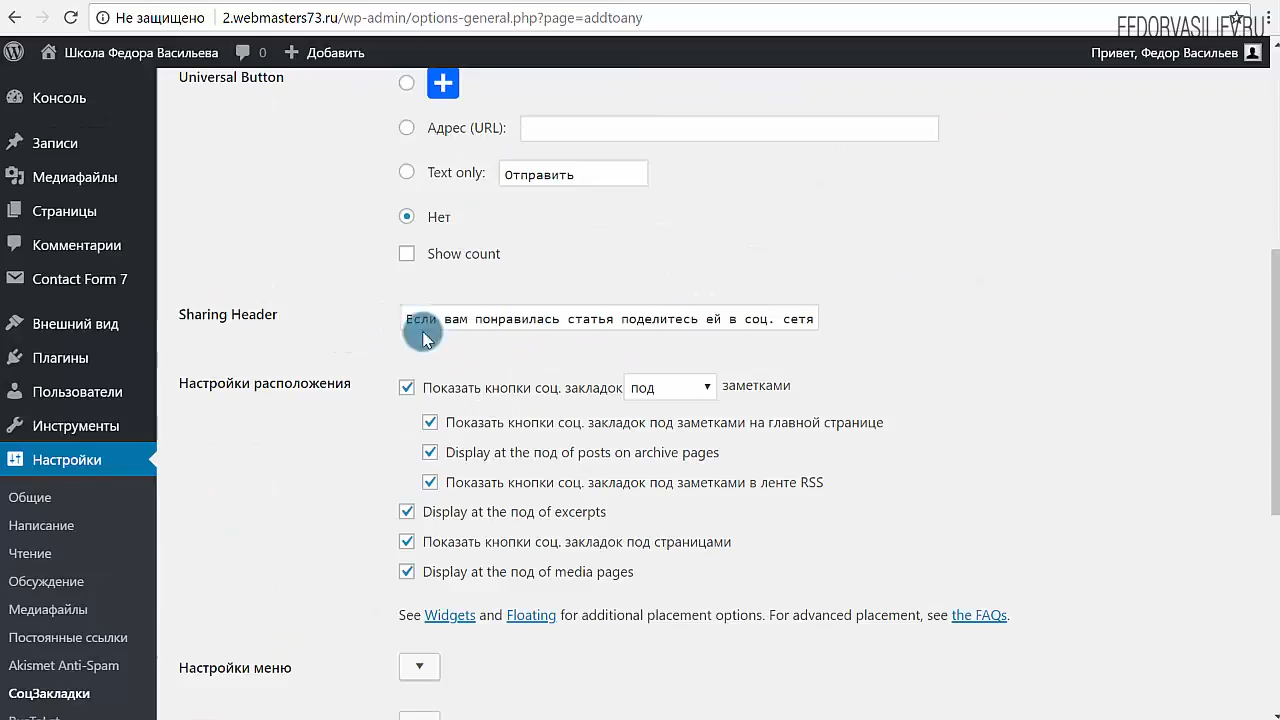 Не защищено 2.webmasters73.ru/wp-admin/options-general.php?page=addtoany
FEDORVASILIEV.RU
Школа Федора Васильева 0 Добавить Привет, Федор Васильев
Universal Button
Консоль
Адрес (URL):
Записи
Text only: Отправить
Медиафайлы
Страницы
Нет
Комментарии
Show count
Contact Form 7
Sharing Header Если вам понравилась статья поделитесь ей в соц. сетя
Внешний вид
Плагины
Настройки расположения Показать кнопки соц. закладок под заметками
Пользователи
Показать кнопки соц. закладок под заметками на главной странице
Инструменты
Display at the под of posts on archive pages
Настройки
Показать кнопки соц. закладок под заметками в ленте RSS
Общие
Display at the под of excerpts
Написание
Показать кнопки соц. закладок под страницами
Чтение
Display at the под of media pages
Обсуждение
Медиафайлы
See Widgets and Floating for additional placement options. For advanced placement, see the FAQs.
Постоянные ссылки
Akismet Anti-Spam
Настройки меню
СоцЗакладки